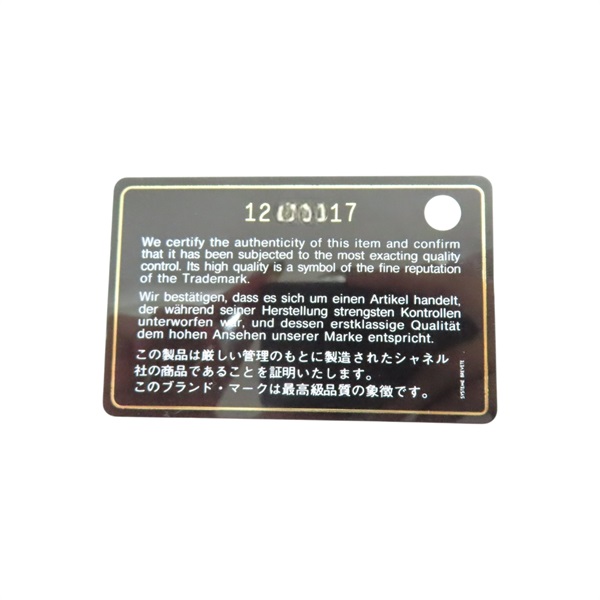 We certify the authenticity of this item and confirm
that it has been subjected to the most exacting quality
control. Its high quality is a symbol of the fine reputation
of the Trademark.
Wir bestätigen, dass es sich um einen Artikel handelt,
der während seiner Herstellung strengsten Kontrollen
unterworfen war, und dessen erstklassige Qualität
dem hohen Ansehen unserer Marke entspricht.
この製品は厳しい管理のもとに製造されたシャネル
社の商品であることを証明いたします。
このブランド・マークは最高級品質の象徴です。
SYSTEME BREVETE